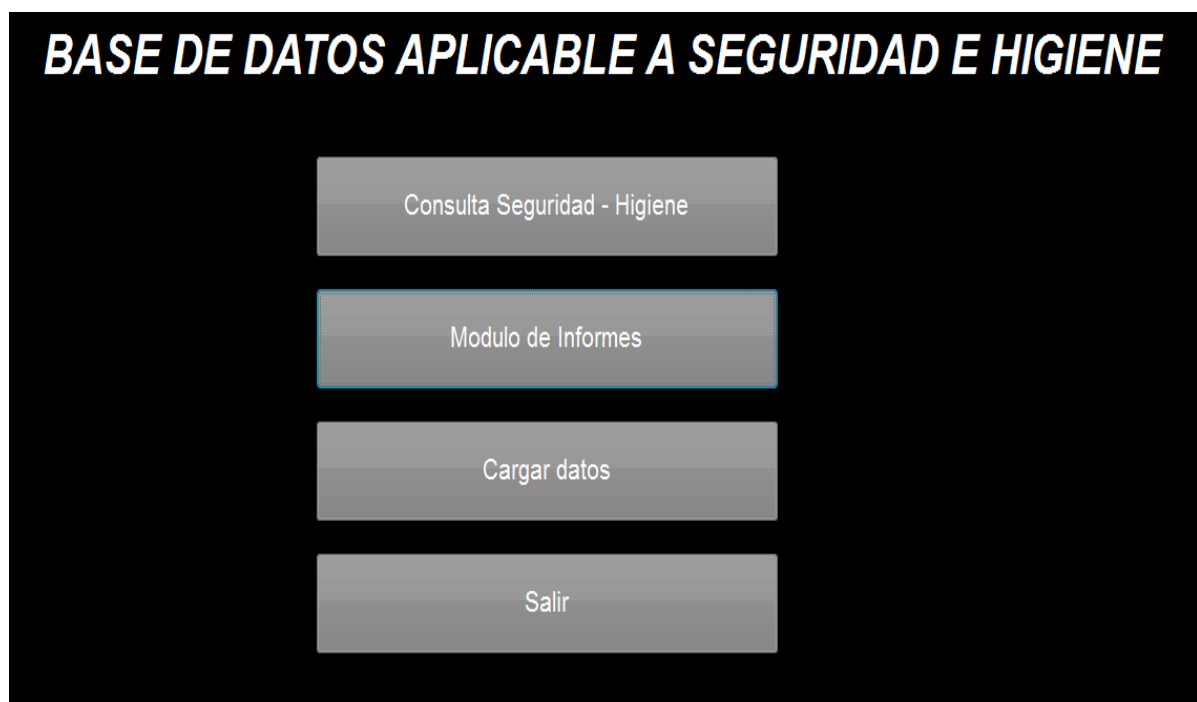 BASE DE DATOS APLICABLE A SEGURIDAD E HIGIENE
Consulta Seguridad - Higiene
Modulo de Informes
Cargar datos
Salir